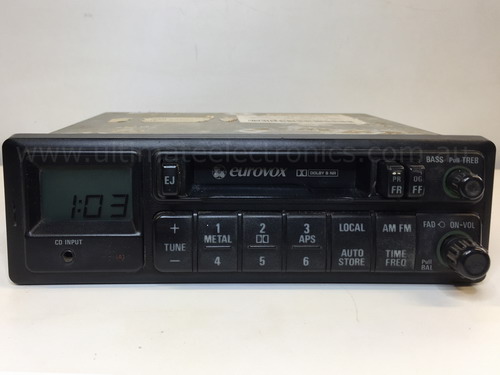 www.ultimateelectronics.com.au
BASS Pull-TREB
EJ
eurovox
DOLBY B NR
PR
FR
OG
FF
1:03
CD INPUT
+
TUNE
-
1
METAL
4
2
5
3
APS
6
LOCAL
AUTO
STORE
AM FM
TIME
FREQ
FAD
ON-VOL
Pull
BAL